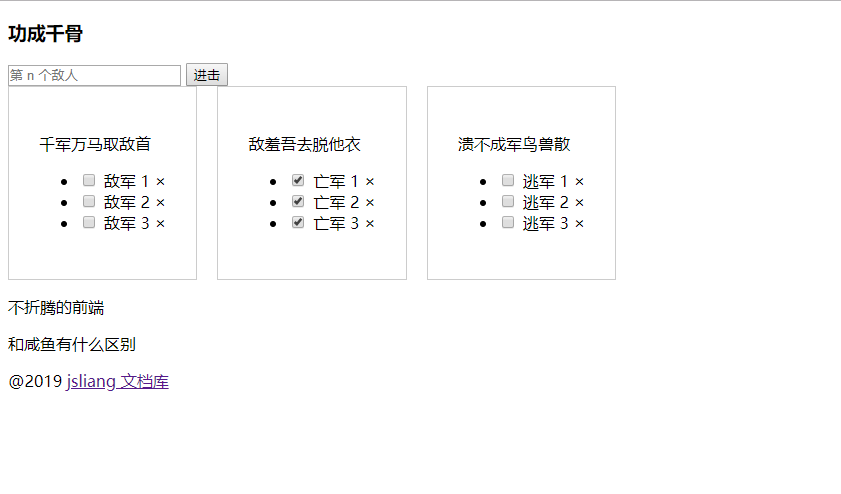 功成千骨
第 n 个敌人 进击
千军万马取敌首
敌军 1 ×
敌军 2 ×
敌军 3 ×
敌羞吾去脱他衣
亡军 1 ×
亡军 2 ×
亡军 3 ×
溃不成军鸟兽散
逃军 1 ×
逃军 2 ×
逃军 3 ×
不折腾的前端
和咸鱼有什么区别
@2019 jsliang 文档库